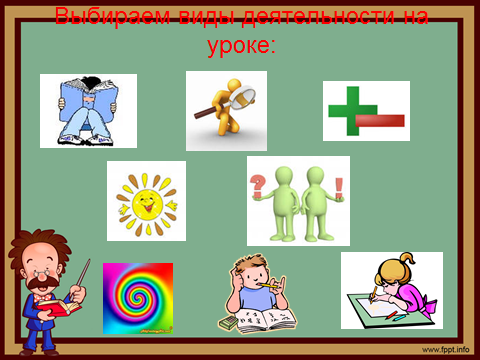 Выбираем виды деятельности на
уроке:
?
!
www.fppt.info